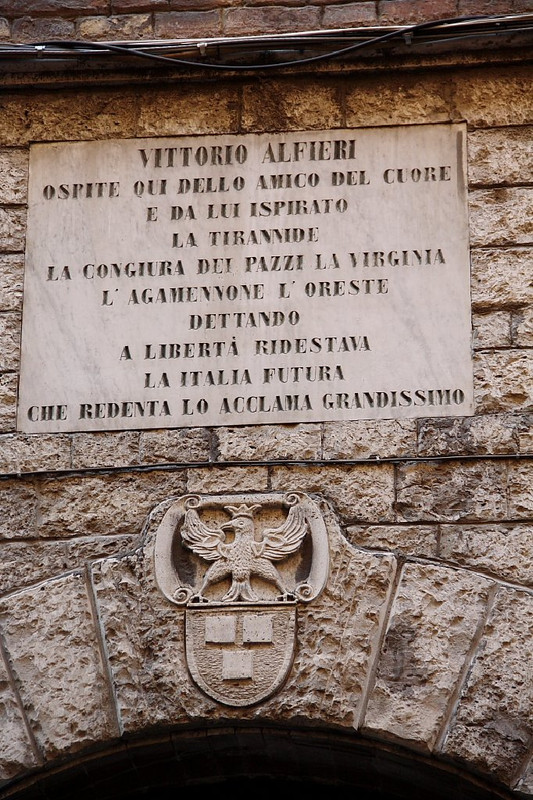 VITTORIO ALFIERI
OSPITE QUI DELLO AMICO DEL CUORE
E DA LUI ISPIRATO
LA TIRANNIDE
LA CONGIURA DEI PAZZI LA VIRGINIA
L' AGAMENNONE L' ORESTE
DETTANDO
A LIBERTÀ RIDESTAVA
LA ITALIA FUTURA
CHE REDENTA LO ACCLAMA GRANDISSIMO